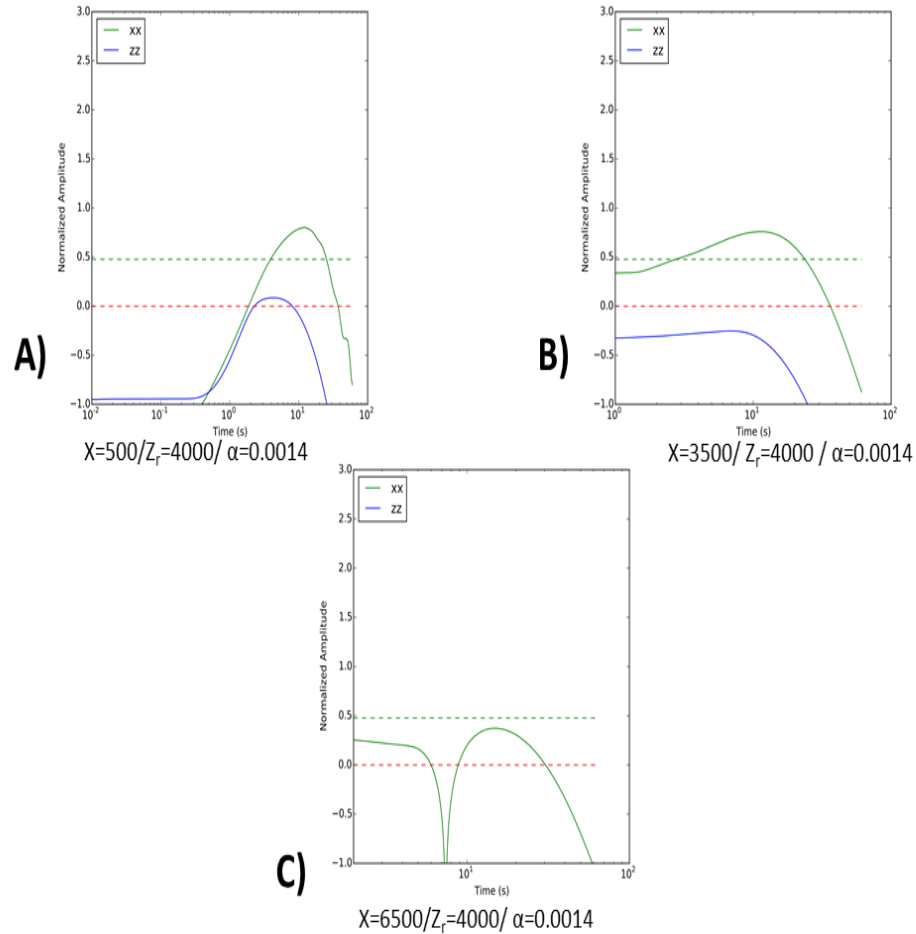 3.0
xx
zz
2.5
2.0
1.5
1.0
0.5
0.0
−0.5
−1.0
Normalized Amplitude
10⁻² 10⁻¹ 10⁰ 10¹ 10²
Time (s)
A)
X=500/Zᵣ=4000/ α=0.0014
3.0
xx
zz
2.5
2.0
1.5
1.0
0.5
0.0
−0.5
−1.0
Normalized Amplitude
10⁰ 10¹ 10²
Time (s)
B)
X=3500/ Zᵣ=4000 / α=0.0014
3.0
xx
zz
2.5
2.0
1.5
1.0
0.5
0.0
−0.5
−1.0
Normalized Amplitude
10¹ 10²
Time (s)
C)
X=6500/Zᵣ=4000/ α=0.0014